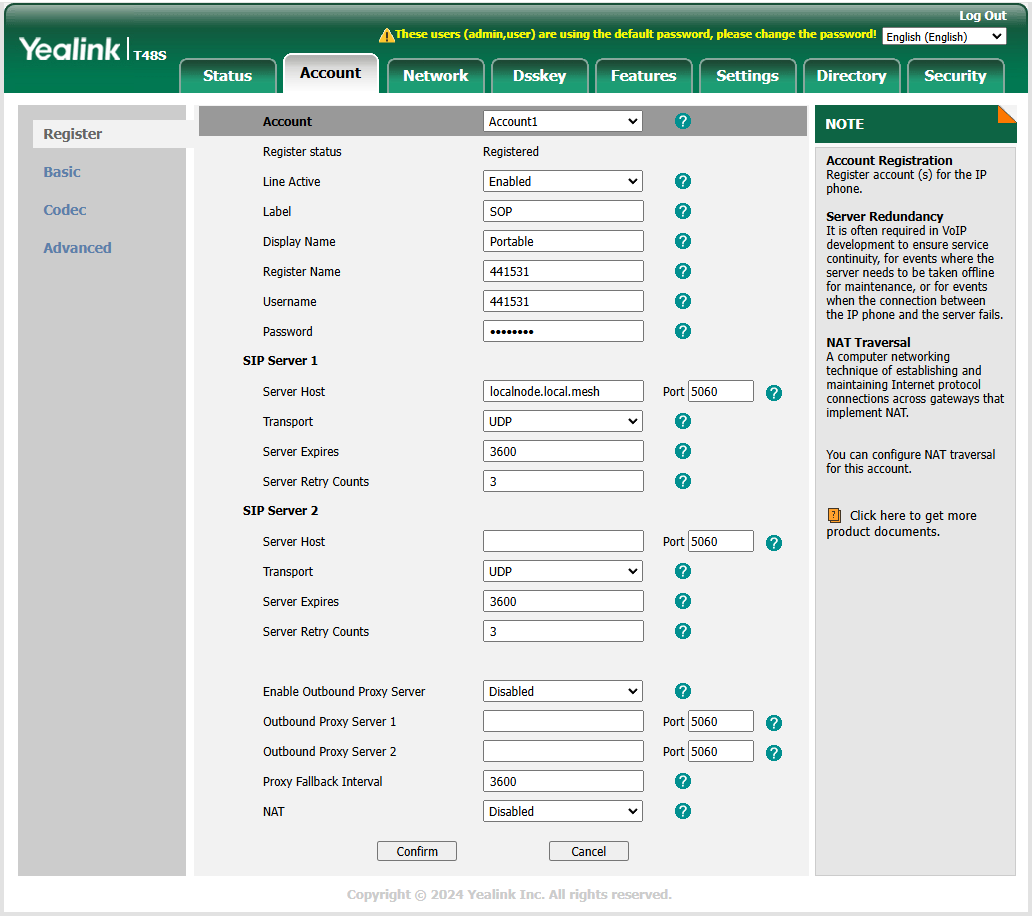 Log Out
These users (admin,user) are using the default password, please change the password!
English (English)
Yealink T48S
Status Account Network Dsskey Features Settings Directory Security
Register
Basic
Codec
Advanced
Account Account1 ?
Register status Registered
Line Active Enabled ?
Label SOP ?
Display Name Portable ?
Register Name 441531 ?
Username 441531 ?
Password •••••••• ?
SIP Server 1
Server Host localnode.local.mesh Port 5060 ?
Transport UDP ?
Server Expires 3600 ?
Server Retry Counts 3 ?
SIP Server 2
Server Host Port 5060 ?
Transport UDP ?
Server Expires 3600 ?
Server Retry Counts 3 ?
Enable Outbound Proxy Server Disabled ?
Outbound Proxy Server 1 Port 5060 ?
Outbound Proxy Server 2 Port 5060 ?
Proxy Fallback Interval 3600 ?
NAT Disabled ?
Confirm Cancel
NOTE
Account Registration
Register account (s) for the IP
phone.
Server Redundancy
It is often required in VoIP
development to ensure service
continuity, for events where the
server needs to be taken offline
for maintenance, or for events
when the connection between
the IP phone and the server fails.
NAT Traversal
A computer networking
technique of establishing and
maintaining Internet protocol
connections across gateways that
implement NAT.
You can configure NAT traversal
for this account.
? Click here to get more
product documents.
Copyright © 2024 Yealink Inc. All rights reserved.